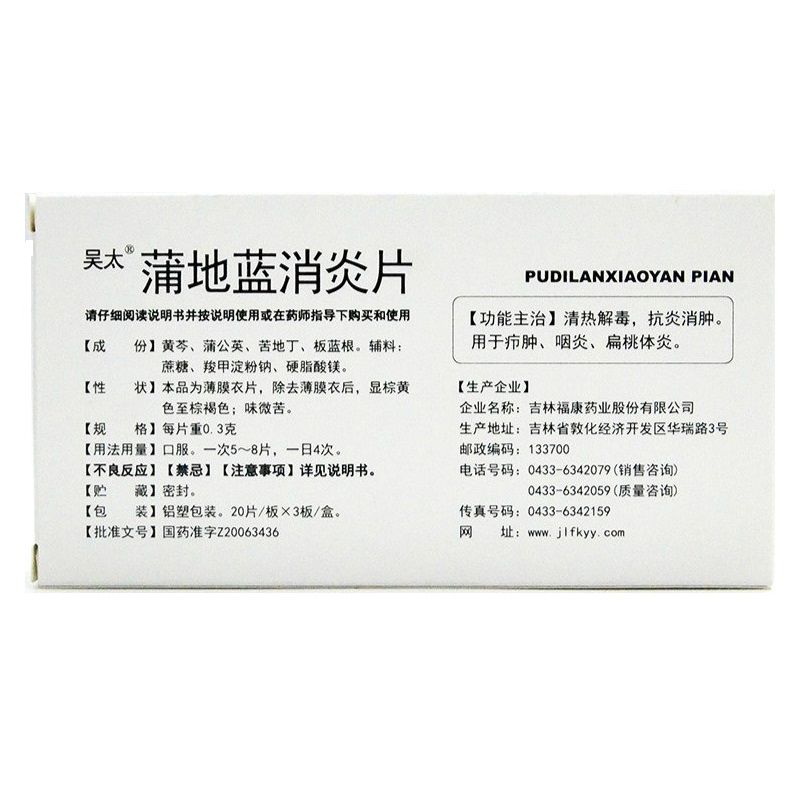 吴太® 蒲地蓝消炎片
请仔细阅读说明书并按说明使用或在药师指导下购买和使用
【成　份】黄芩、蒲公英、苦地丁、板蓝根。辅料：
蔗糖、羧甲淀粉钠、硬脂酸镁。
【性　状】本品为薄膜衣片，除去薄膜衣后，显棕黄
色至棕褐色；味微苦。
【规　格】每片重0.3克
【用法用量】口服。一次5～8片，一日4次。
【不良反应】【禁忌】【注意事项】详见说明书。
【贮　藏】密封。
【包　装】铝塑包装。20片/板×3板/盒。
【批准文号】国药准字Z20063436
PUDILANXIAOYAN PIAN
【功能主治】清热解毒，抗炎消肿。
用于疖肿、咽炎、扁桃体炎。
【生产企业】
企业名称：吉林福康药业股份有限公司
生产地址：吉林省敦化经济开发区华瑞路3号
邮政编码：133700
电话号码：0433-6342079(销售咨询)
0433-6342059(质量咨询)
传真号码：0433-6342159
网　址：www.jlfkyy.com